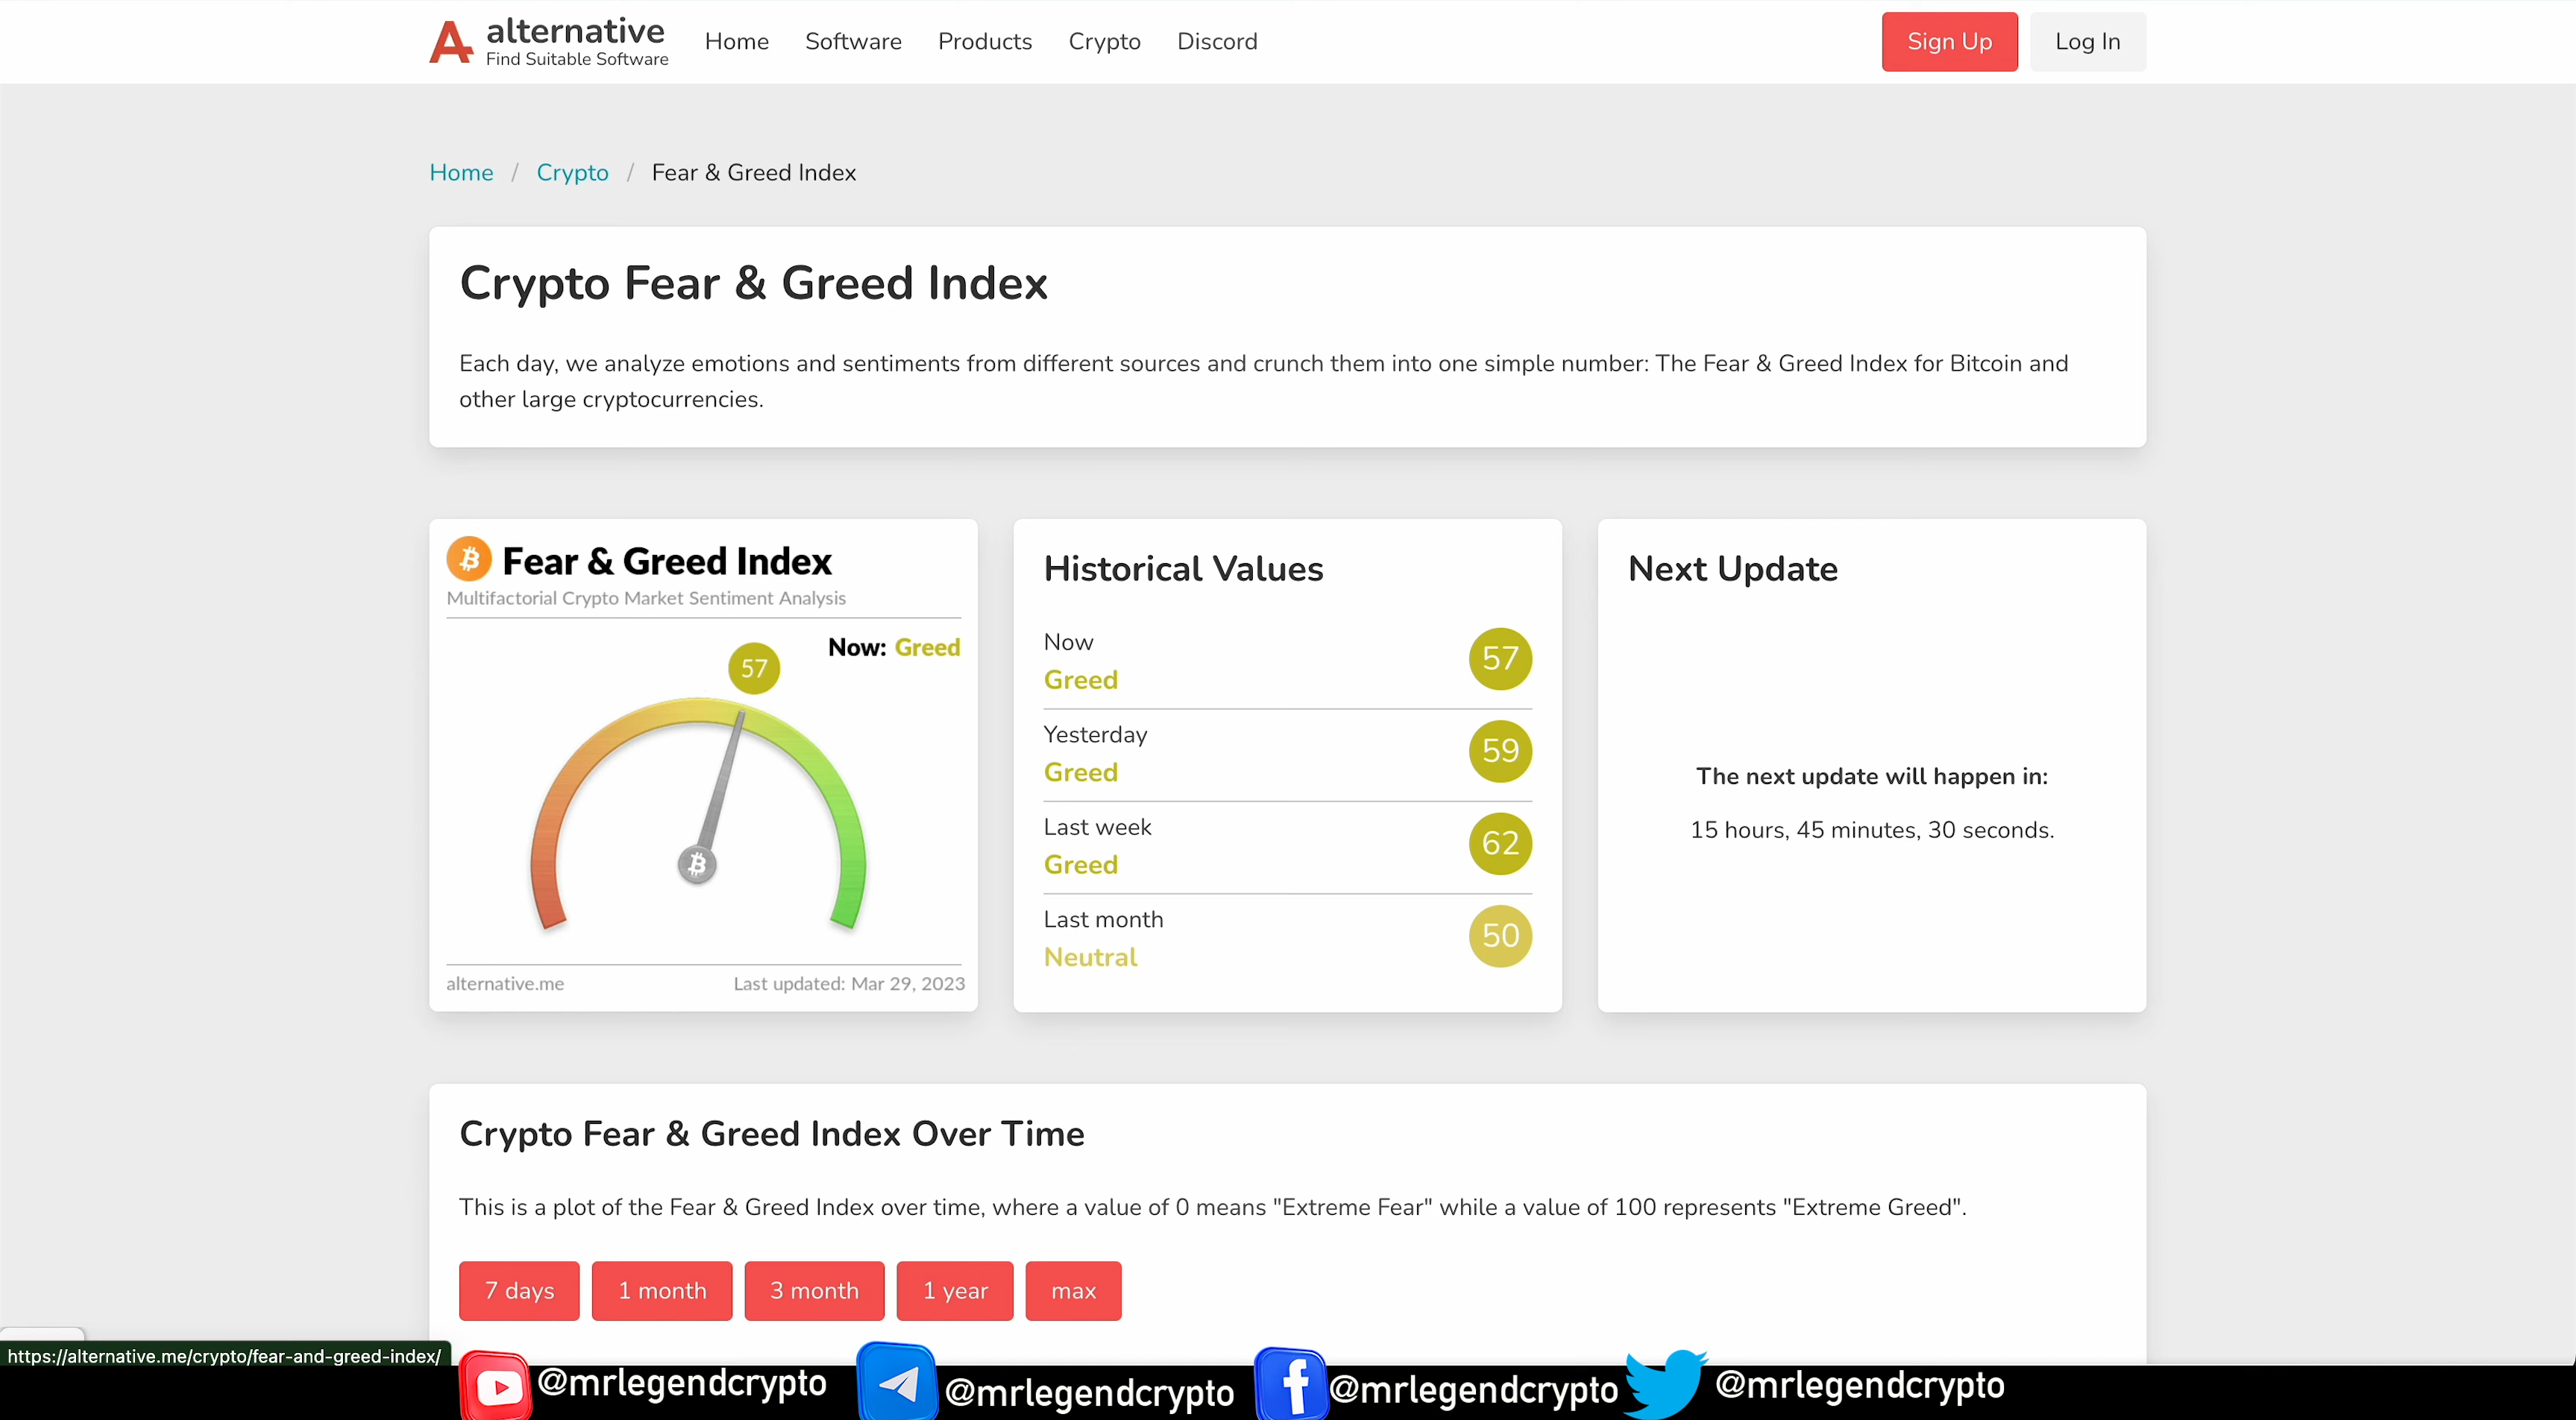 alternative
Find Suitable Software
Home
Software
Products
Crypto
Discord
Sign Up
Log In
Home / Crypto / Fear & Greed Index
Crypto Fear & Greed Index
Each day, we analyze emotions and sentiments from different sources and crunch them into one simple number: The Fear & Greed Index for Bitcoin and
other large cryptocurrencies.
Fear & Greed Index
Multifactorial Crypto Market Sentiment Analysis
Now: Greed
57
alternative.me
Last updated: Mar 29, 2023
Historical Values
Now
Greed
57
Yesterday
Greed
59
Last week
Greed
62
Last month
Neutral
50
Next Update
The next update will happen in:
15 hours, 45 minutes, 30 seconds.
Crypto Fear & Greed Index Over Time
This is a plot of the Fear & Greed Index over time, where a value of 0 means "Extreme Fear" while a value of 100 represents "Extreme Greed".
7 days
1 month
3 month
1 year
max
https://alternative.me/crypto/fear-and-greed-index/
@mrlegendcrypto
@mrlegendcrypto
@mrlegendcrypto
@mrlegendcrypto